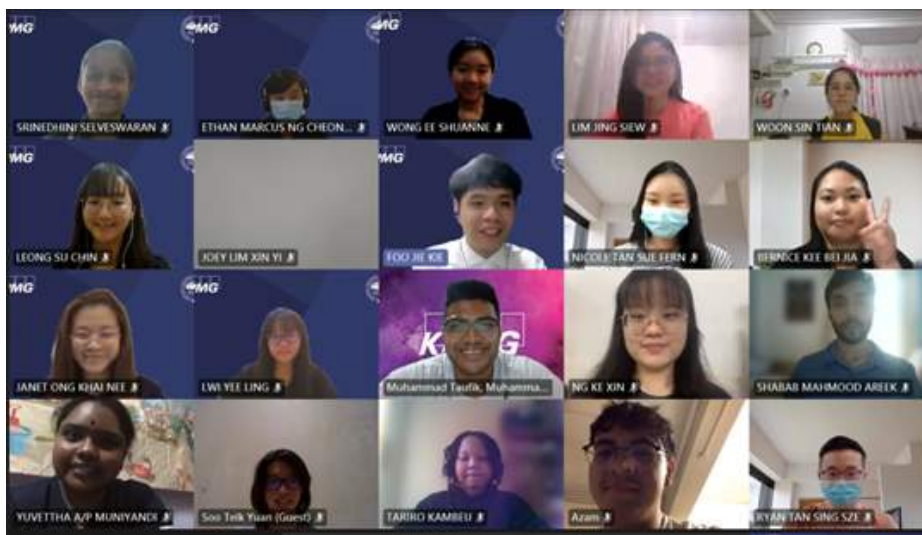 MG
MG
MG
SRINEDHINI SELVESWARAN
ETHAN MARCUS NG CHEON...
WONG EE SHUANNE
LIM JING SIEW
WOON SIN TIAN
MG
MG
LEONG SU CHIN
JOEY LIM XIN YI
FOO JIE KIE
NICOLE TAN SUE FERN
BERNICE KEE BEI JIA
MG
K G
JANET ONG KHAI NEE
LWI YEE LING
Muhammad Taufik, Muhamma...
NG KE XIN
SHABAB MAHMOOD AREEK
YUVETTHA A/P MUNIYANDI
Soo Teik Yuan (Guest)
TARIRO KAMBEU
Azam
RYAN TAN SING SZE